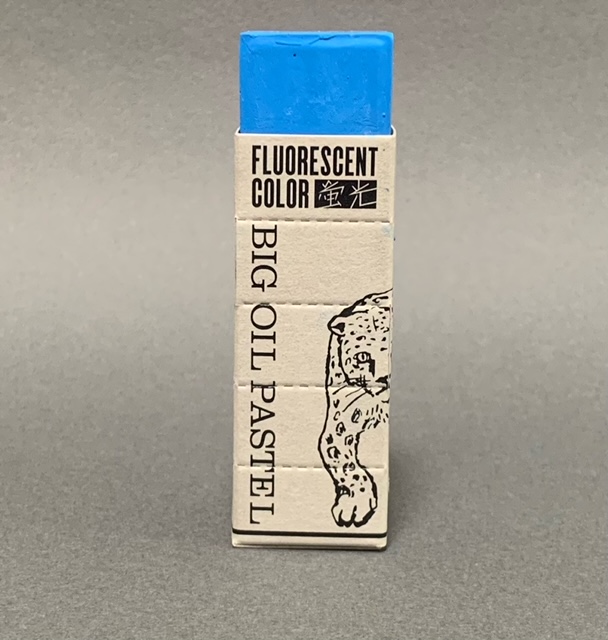 FLUORESCENT
COLOR 蛍光
BIG OIL PASTEL